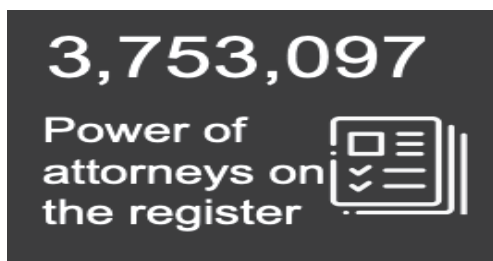 3,753,097
Power of
attorneys on
the register